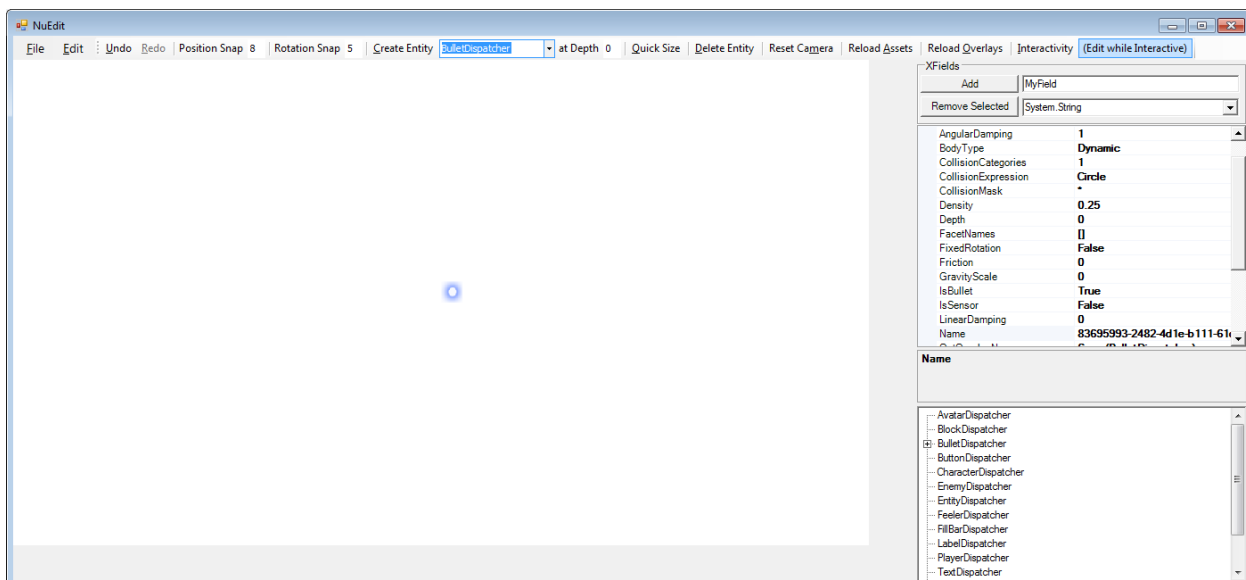 NuEdit
File Edit Undo Redo Position Snap 8 Rotation Snap 5 Create Entity BulletDispatcher at Depth 0 Quick Size Delete Entity Reset Camera Reload Assets Reload Overlays Interactivity (Edit while Interactive)
XFields
Add MyField
Remove Selected System.String
AngularDamping 1
BodyType Dynamic
CollisionCategories 1
CollisionExpression Circle
CollisionMask *
Density 0.25
Depth 0
FacetNames []
FixedRotation False
Friction 0
GravityScale 0
IsBullet True
IsSensor False
LinearDamping 0
Name 83695993-2482-4d1e-b111-61
Name
AvatarDispatcher
BlockDispatcher
BulletDispatcher
ButtonDispatcher
CharacterDispatcher
EnemyDispatcher
EntityDispatcher
FeelerDispatcher
FillBarDispatcher
LabelDispatcher
PlayerDispatcher
TextDispatcher